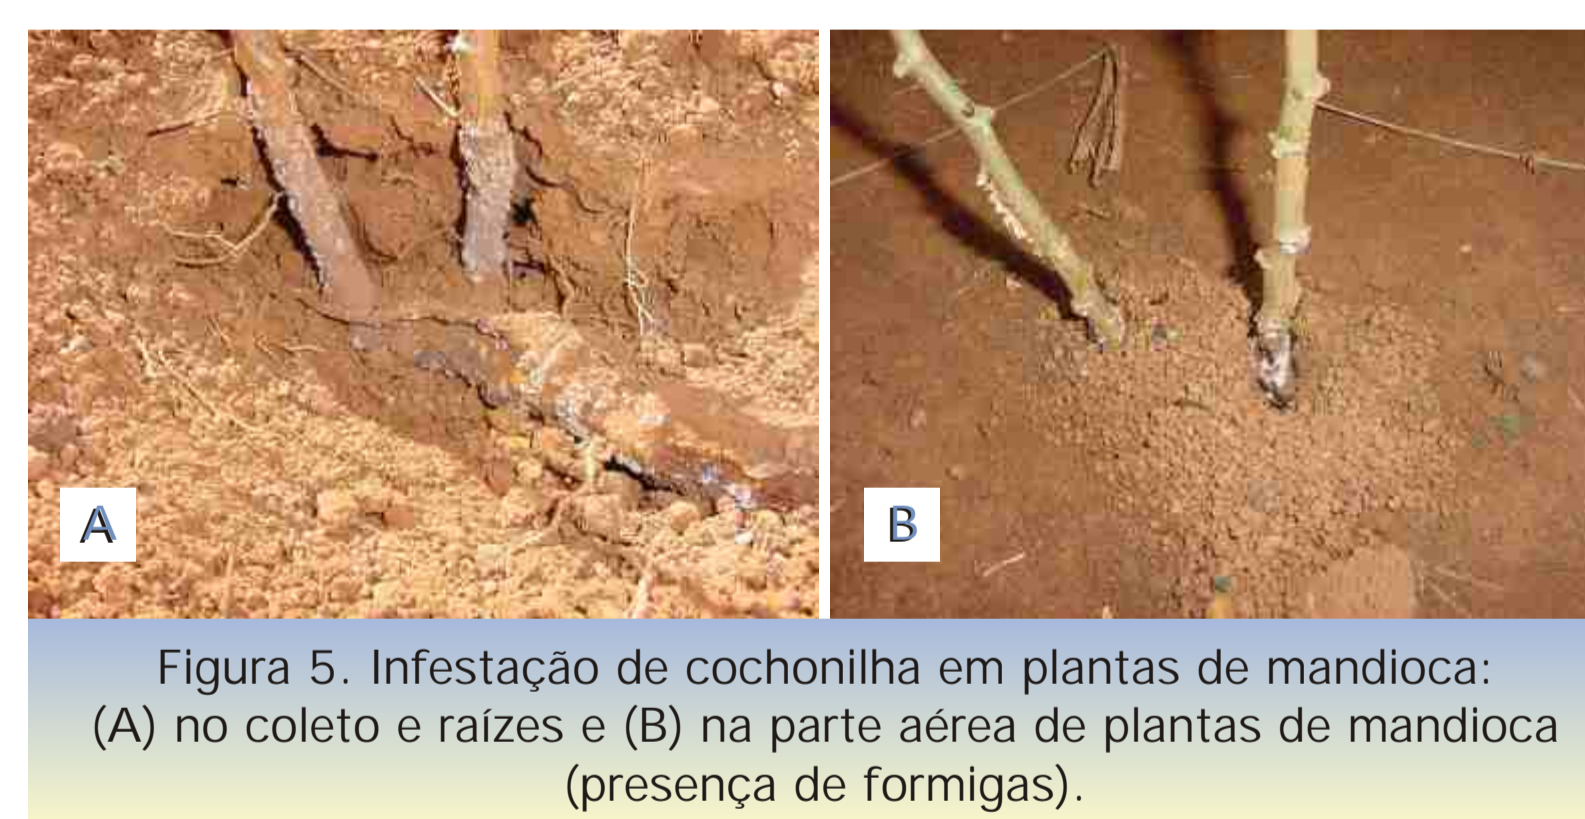 A
B
Figura 5. Infestação de cochonilha em plantas de mandioca:
(A) no coleto e raízes e (B) na parte aérea de plantas de mandioca
(presença de formigas).